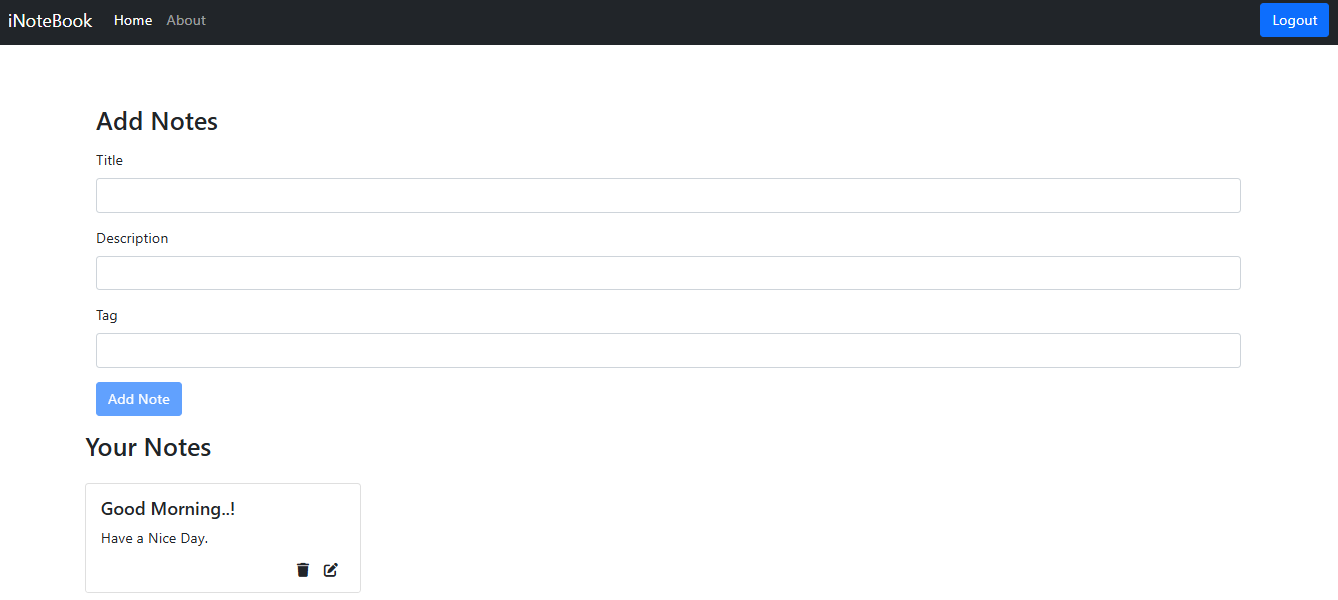 iNoteBook Home About Logout
Add Notes
Title
Description
Tag
Add Note
Your Notes
Good Morning..!
Have a Nice Day.